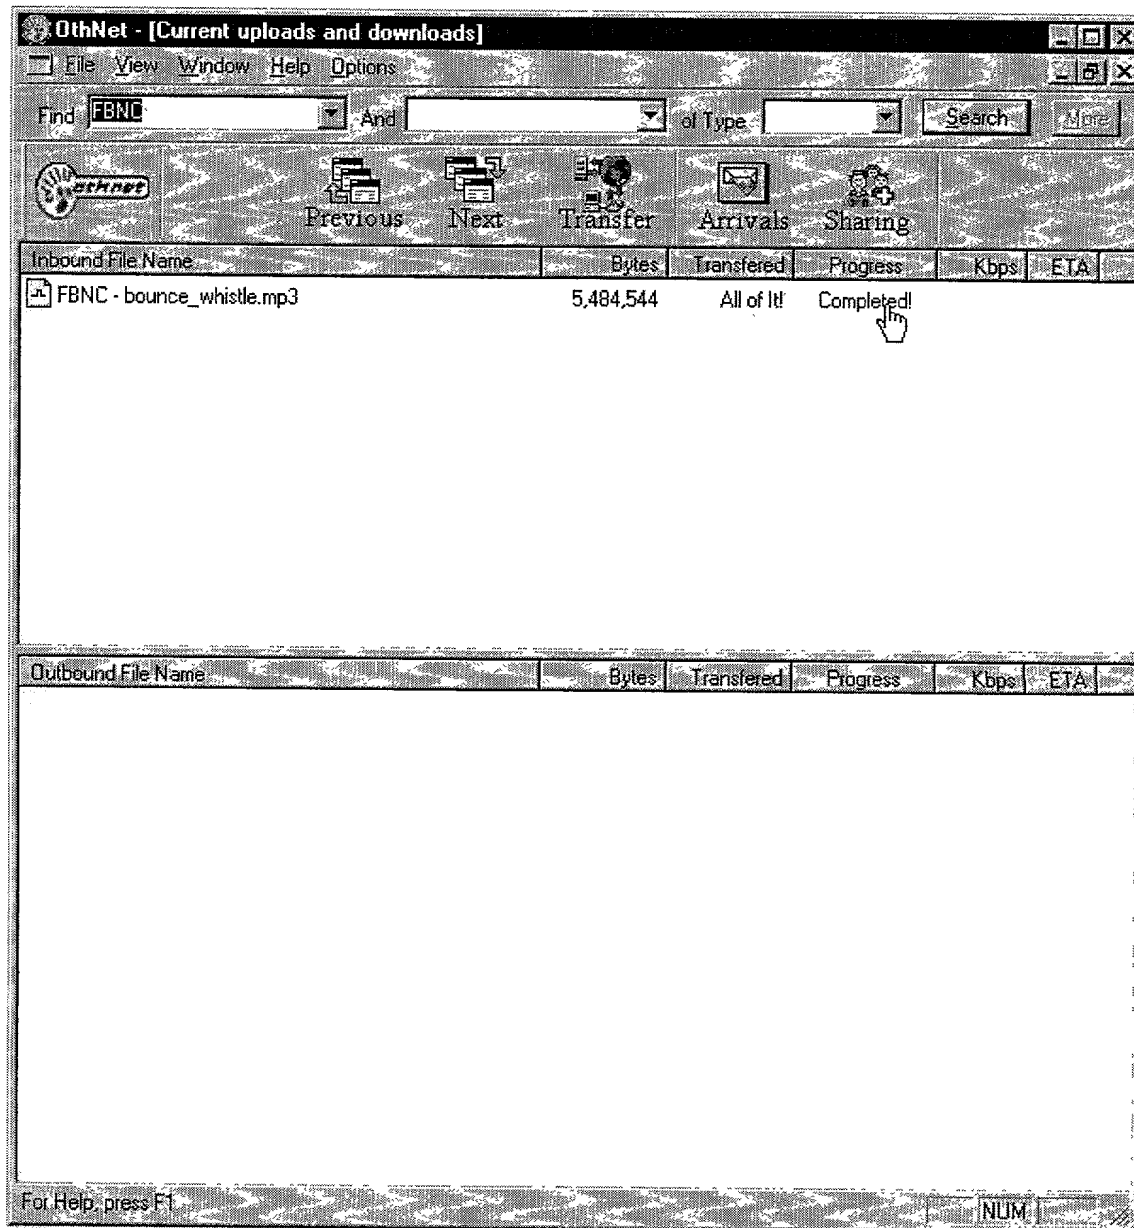 OthNet - [Current uploads and downloads]
File View Window Help Options
Find FBNC And of Type Search More
othnet Previous Next Transfer Arrivals Sharing
Inbound File Name Bytes Transfered Progress Kbps ETA
FBNC - bounce_whistle.mp3 5,484,544 All of It! Completed!
Outbound File Name Bytes Transfered Progress Kbps ETA
For Help, press F1 NUM